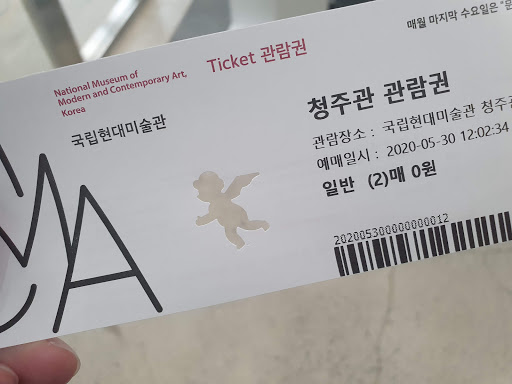 매월 마지막 수요일은 "문
National Museum of
Modern and Contemporary Art,
Korea
Ticket 관람권
국립현대미술관
청주관 관람권
관람장소 : 국립현대미술관 청주관
예매일시 : 2020-05-30 12:02:34
일반 (2)매 0원
202005300000000012
MA